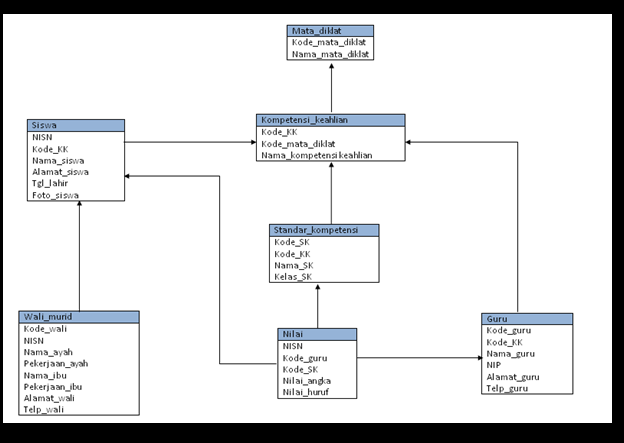 Mata_diklat
Kode_mata_diklat
Nama_mata_diklat
Kompetensi_keahlian
Kode_KK
Kode_mata_diklat
Nama_kompetensikeahlian
Siswa
NISN
Kode_KK
Nama_siswa
Alamat_siswa
Tgl_lahir
Foto_siswa
Standar_kompetensi
Kode_SK
Kode_KK
Nama_SK
Kelas_SK
Wali_murid
Kode_wali
NISN
Nama_ayah
Pekerjaan_ayah
Nama_ibu
Pekerjaan_ibu
Alamat_wali
Telp_wali
Nilai
NISN
Kode_guru
Kode_SK
Nilai_angka
Nilai_huruf
Guru
Kode_guru
Kode_KK
Nama_guru
NIP
Alamat_guru
Telp_guru